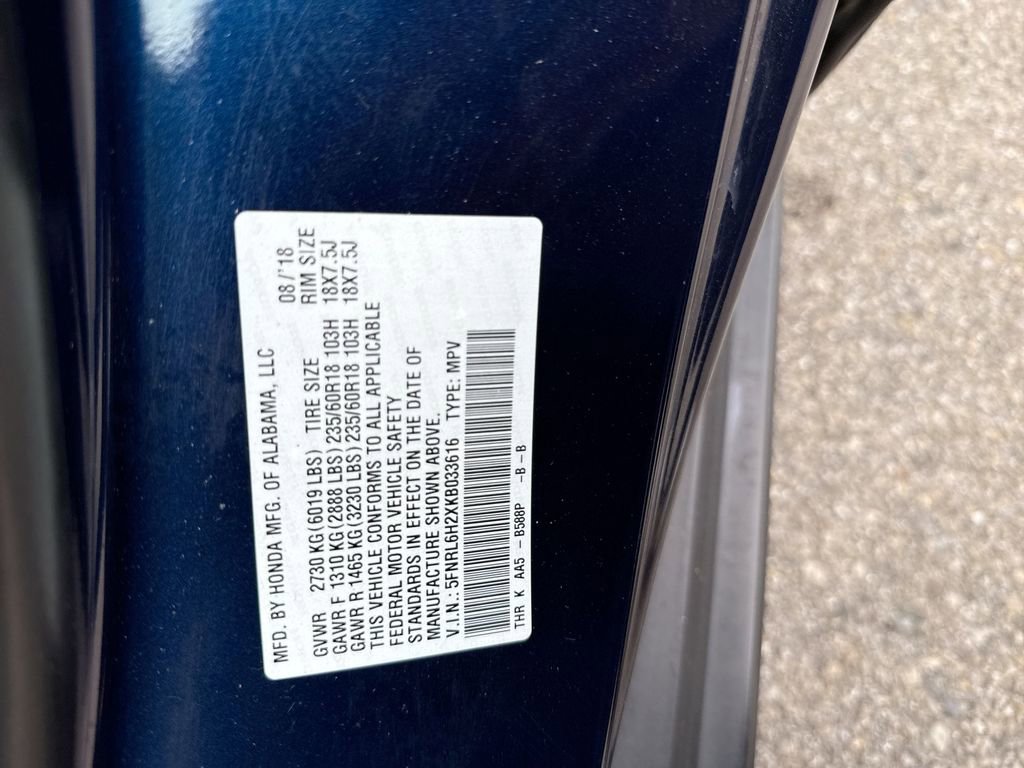 MFD. BY HONDA MFG. OF ALABAMA, LLC 08/'18
GVWR 2730 KG(6019 LBS) TIRE SIZE RIM SIZE
GAWR F 1310 KG(2888 LBS)235/60R18 103H 18X7.5J
GAWR R 1465 KG(3230 LBS)235/60R18 103H 18X7.5J
THIS VEHICLE CONFORMS TO ALL APPLICABLE
FEDERAL MOTOR VEHICLE SAFETY
STANDARDS IN EFFECT ON THE DATE OF
MANUFACTURE SHOWN ABOVE.
V.I.N.: 5FNRL6H2XKB033616 TYPE: MPV
THR K AA5 - B588P -B-B